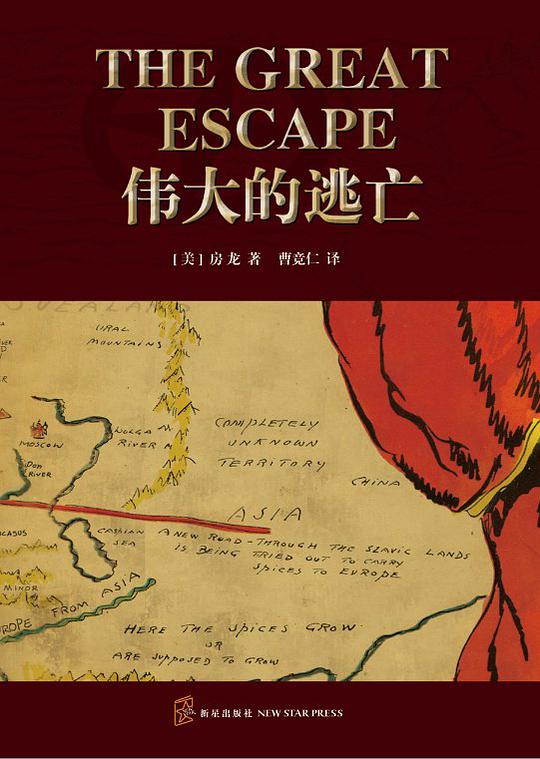 THE GREAT
ESCAPE
伟大的逃亡
[美] 房龙 著 曹竞仁 译
URAL
MOUNTAINS
MOSCOW
VOLGA
RIVER
DON
RIVER
COMPLETELY
UNKNOWN
TERRITORY
CHINA
ASIA
CASPIAN
SEA
A NEW ROAD - THROUGH THE SLAVIC LANDS
IS BEING TRIED OUT TO CARRY
SPICES TO EUROPE
MINOR
FROM ASIA
HERE THE SPICES GROW
OR
ARE SUPPOSED TO GROW
新星出版社 NEW STAR PRESS